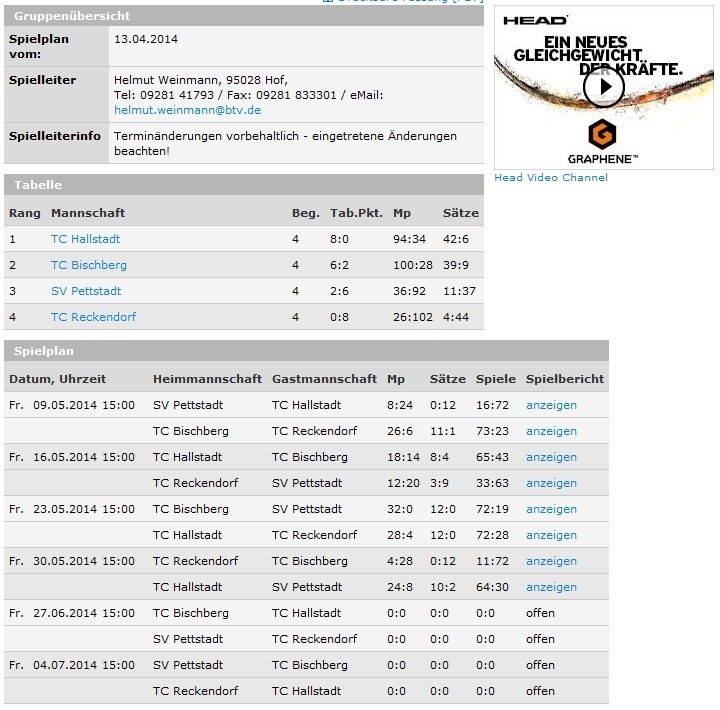 Gruppenübersicht
Spielplan vom: 13.04.2014
Spielleiter Helmut Weinmann, 95028 Hof,
Tel: 09281 41793 / Fax: 09281 833301 / eMail:
helmut.weinmann@btv.de
Spielleiterinfo Terminänderungen vorbehaltlich - eingetretene Änderungen
beachten!
HEAD
EIN NEUES
GLEICHGEWICHT
DER KRÄFTE.
GRAPHENE™
Head Video Channel
Tabelle
Rang Mannschaft Beg. Tab.Pkt. Mp Sätze
1 TC Hallstadt 4 8:0 94:34 42:6
2 TC Bischberg 4 6:2 100:28 39:9
3 SV Pettstadt 4 2:6 36:92 11:37
4 TC Reckendorf 4 0:8 26:102 4:44
Spielplan
Datum, Uhrzeit Heimmannschaft Gastmannschaft Mp Sätze Spiele Spielbericht
Fr. 09.05.2014 15:00 SV Pettstadt TC Hallstadt 8:24 0:12 16:72 anzeigen
TC Bischberg TC Reckendorf 26:6 11:1 73:23 anzeigen
Fr. 16.05.2014 15:00 TC Hallstadt TC Bischberg 18:14 8:4 65:43 anzeigen
TC Reckendorf SV Pettstadt 12:20 3:9 33:63 anzeigen
Fr. 23.05.2014 15:00 TC Bischberg SV Pettstadt 32:0 12:0 72:19 anzeigen
TC Hallstadt TC Reckendorf 28:4 12:0 72:28 anzeigen
Fr. 30.05.2014 15:00 TC Reckendorf TC Bischberg 4:28 0:12 11:72 anzeigen
TC Hallstadt SV Pettstadt 24:8 10:2 64:30 anzeigen
Fr. 27.06.2014 15:00 TC Bischberg TC Hallstadt 0:0 0:0 0:0 offen
SV Pettstadt TC Reckendorf 0:0 0:0 0:0 offen
Fr. 04.07.2014 15:00 SV Pettstadt TC Bischberg 0:0 0:0 0:0 offen
TC Reckendorf TC Hallstadt 0:0 0:0 0:0 offen